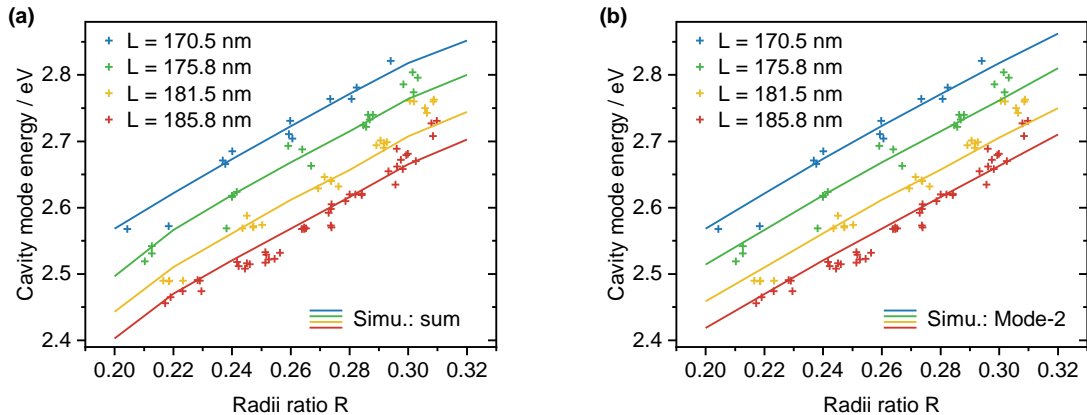 (a)
Cavity mode energy / eV
2.8
2.7
2.6
2.5
2.4
L = 170.5 nm
L = 175.8 nm
L = 181.5 nm
L = 185.8 nm
Simu.: sum
0.20 0.22 0.24 0.26 0.28 0.30 0.32
Radii ratio R
(b)
Cavity mode energy / eV
2.8
2.7
2.6
2.5
2.4
L = 170.5 nm
L = 175.8 nm
L = 181.5 nm
L = 185.8 nm
Simu.: Mode-2
0.20 0.22 0.24 0.26 0.28 0.30 0.32
Radii ratio R